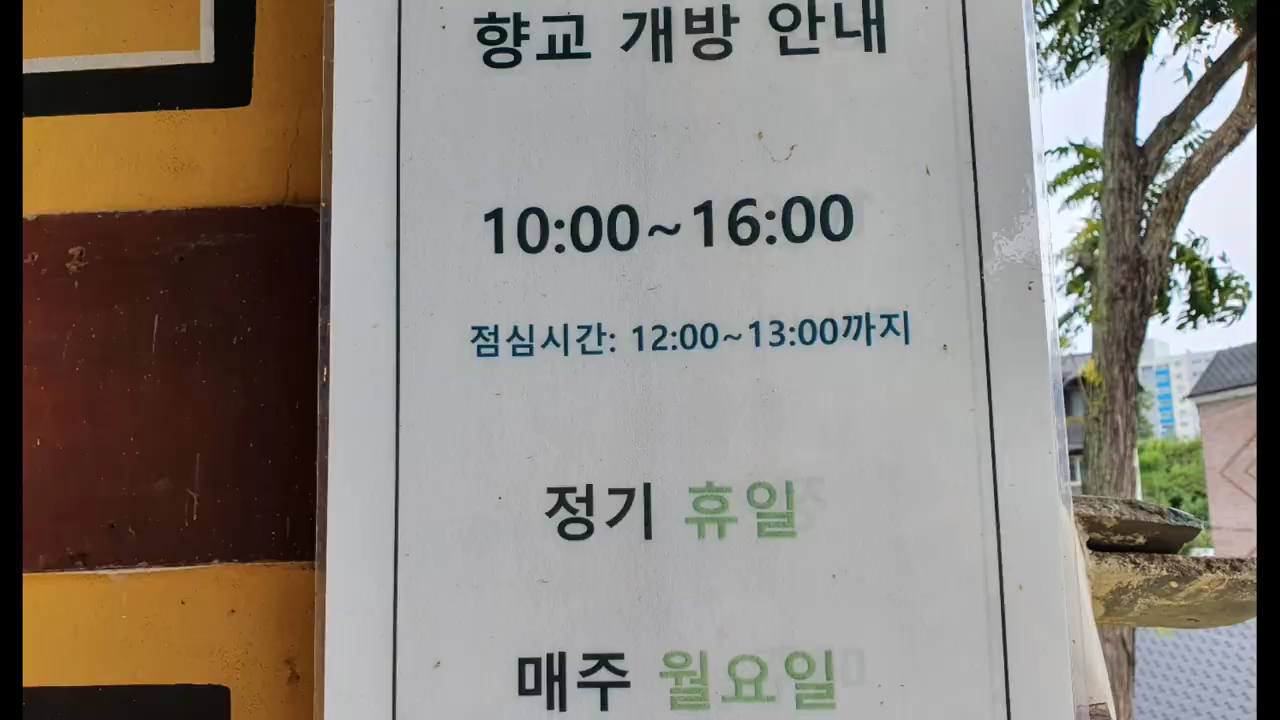 향교 개방 안내
10:00~16:00
점심시간: 12:00~13:00까지
정기 휴일
매주 월요일